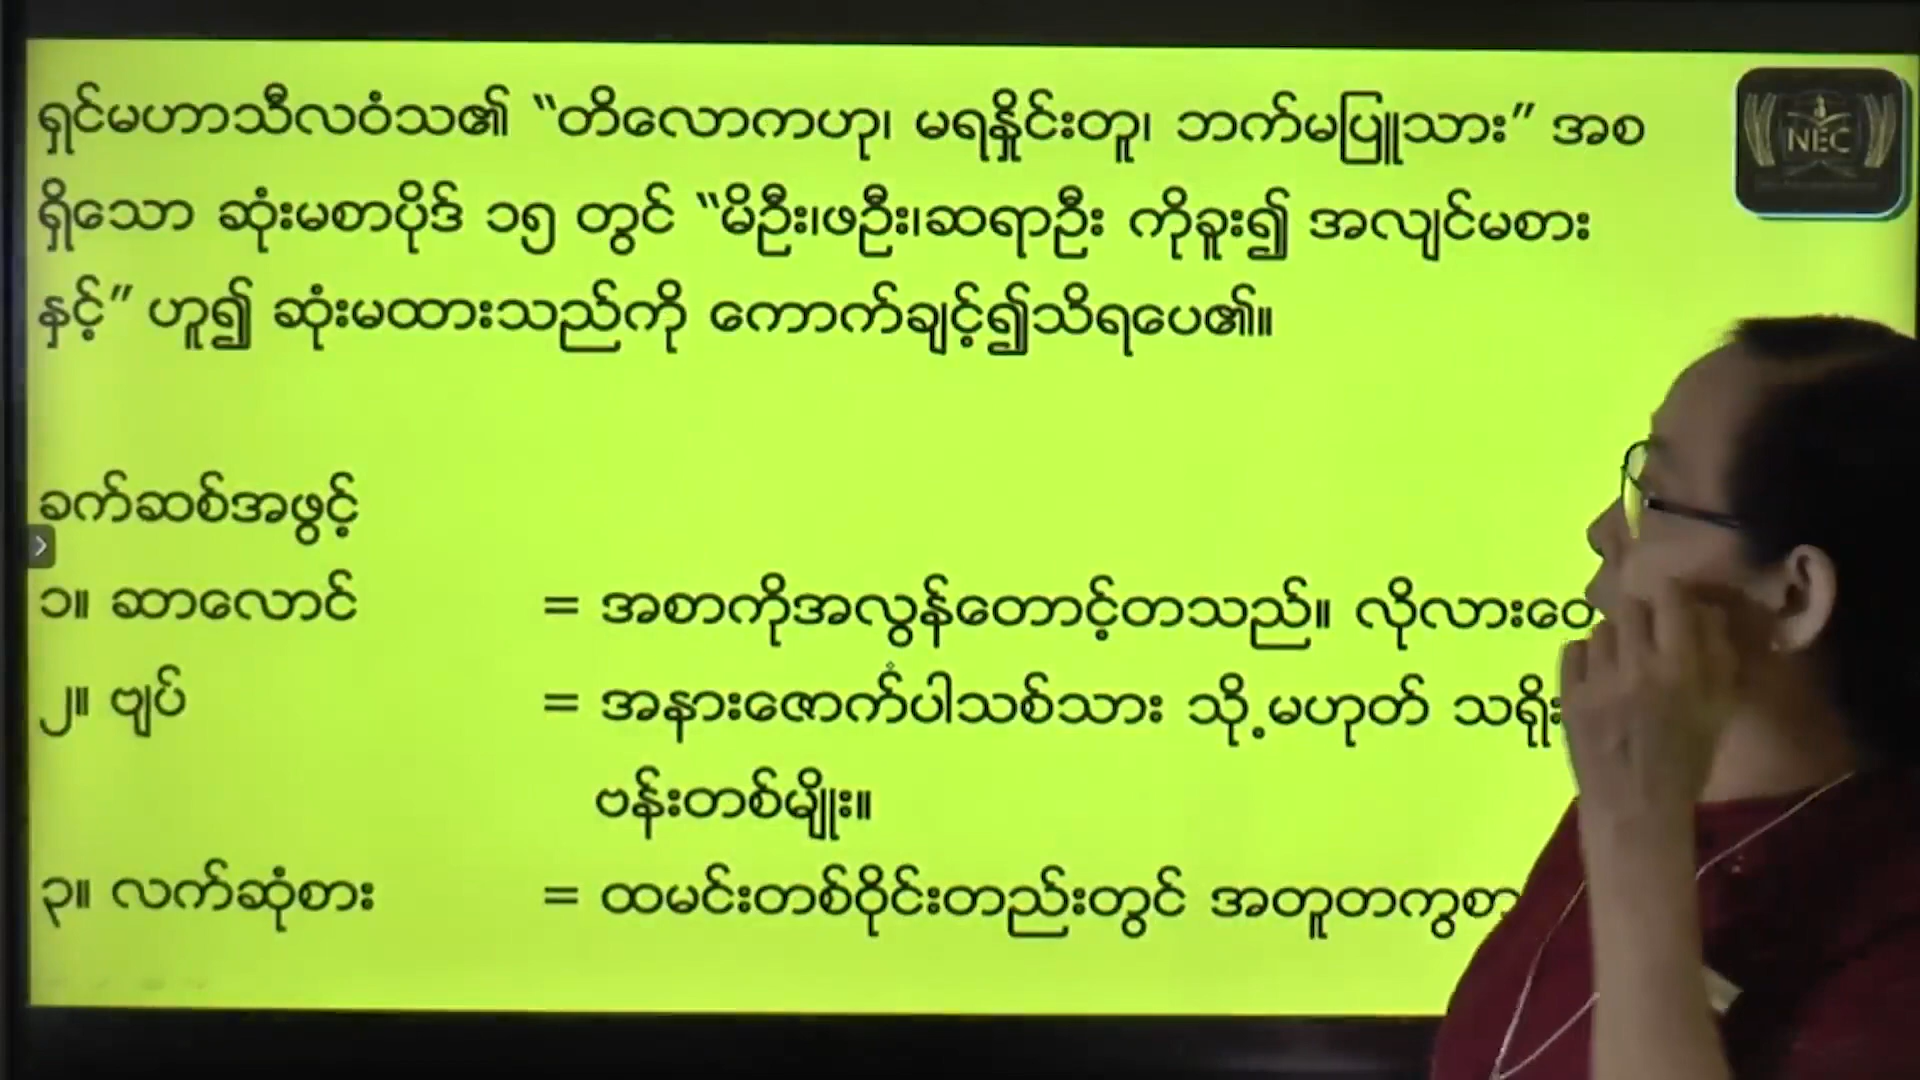 ရှင်မဟာသီလဝံသ၏ “တိလောကဟု၊ မရနှိုင်းတူ၊ ဘက်မပြူသား” အစ
ရှိသော ဆုံးမစာပိုဒ် ၁၅ တွင် “မိဦး၊ဖဦး၊ဆရာဦး ကိုခူး၍ အလျင်မစား
နှင့်” ဟူ၍ ဆုံးမထားသည်ကို ကောက်ချင့်၍သိရပေ၏။
NEC
ခက်ဆစ်အဖွင့်
၁။ ဆာလောင် = အစာကိုအလွန်တောင့်တသည်။ လိုလား
၂။ ဗျပ် = အနားဇောက်ပါသစ်သား သို့မဟုတ် သရိုး
ဗန်းတစ်မျိုး။
၃။ လက်ဆုံစား = ထမင်းတစ်ဝိုင်းတည်းတွင် အတူတကွစာ